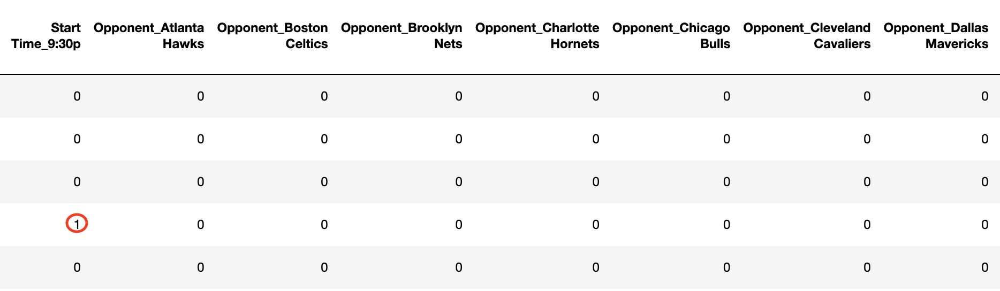 Start Opponent_Atlanta Opponent_Boston Opponent_Brooklyn Opponent_Charlotte Opponent_Chicago Opponent_Cleveland Opponent_Dallas
Time_9:30p Hawks Celtics Nets Hornets Bulls Cavaliers Mavericks
0 0 0 0 0 0 0 0
0 0 0 0 0 0 0 0
0 0 0 0 0 0 0 0
1 0 0 0 0 0 0 0
0 0 0 0 0 0 0 0